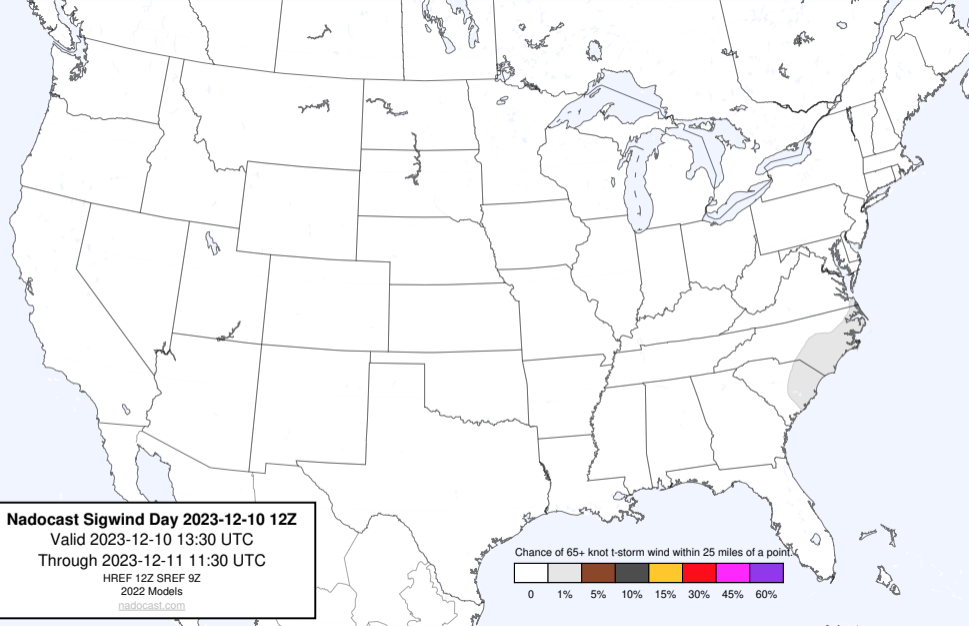 Nadocast Sigwind Day 2023-12-10 12Z
Valid 2023-12-10 13:30 UTC
Through 2023-12-11 11:30 UTC
HREF 12Z SREF 9Z
2022 Models
nadocast.com
Chance of 65+ knot t-storm wind within 25 miles of a point.
0 1% 5% 10% 15% 30% 45% 60%